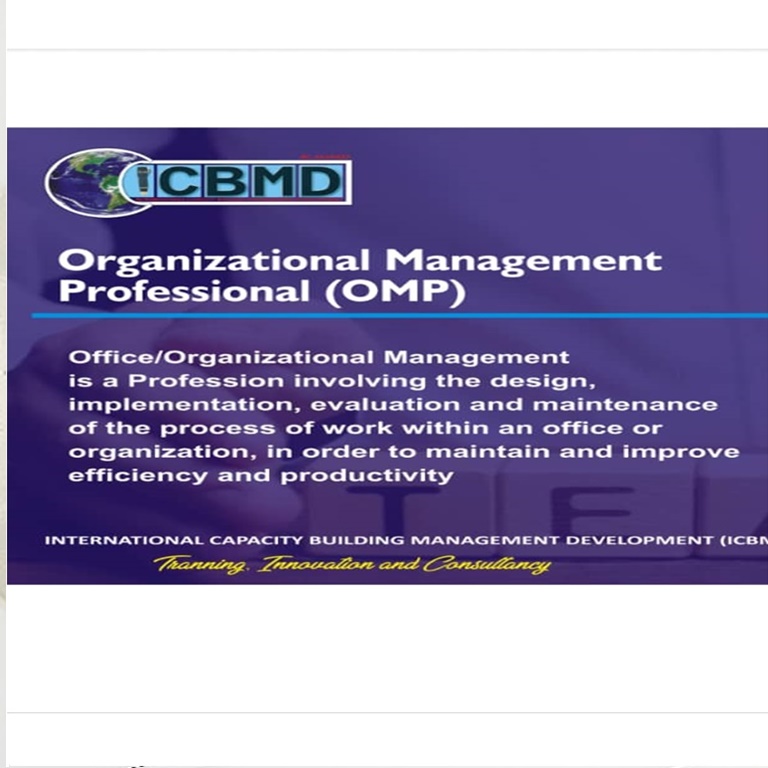 ICBMD
Organizational Management
Professional (OMP)
Office/Organizational Management
is a Profession involving the design,
implementation, evaluation and maintenance
of the process of work within an office or
organization, in order to maintain and improve
efficiency and productivity
TE
INTERNATIONAL CAPACITY BUILDING MANAGEMENT DEVELOPMENT (ICBM
Tranning, Innovation and Consultancy